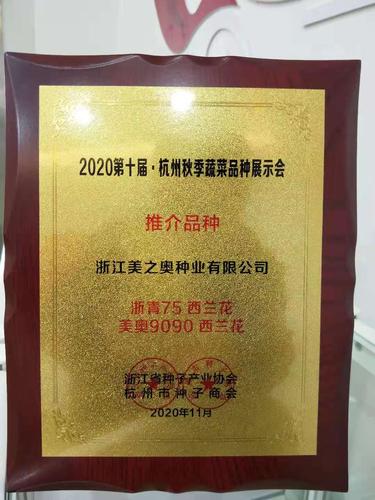 2020第十届·杭州秋季蔬菜品种展示会
推介品种
浙江美之奥种业有限公司
浙青75 西兰花
美奥9090 西兰花
浙江省种子产业协会
杭州市种子商会
2020年11月